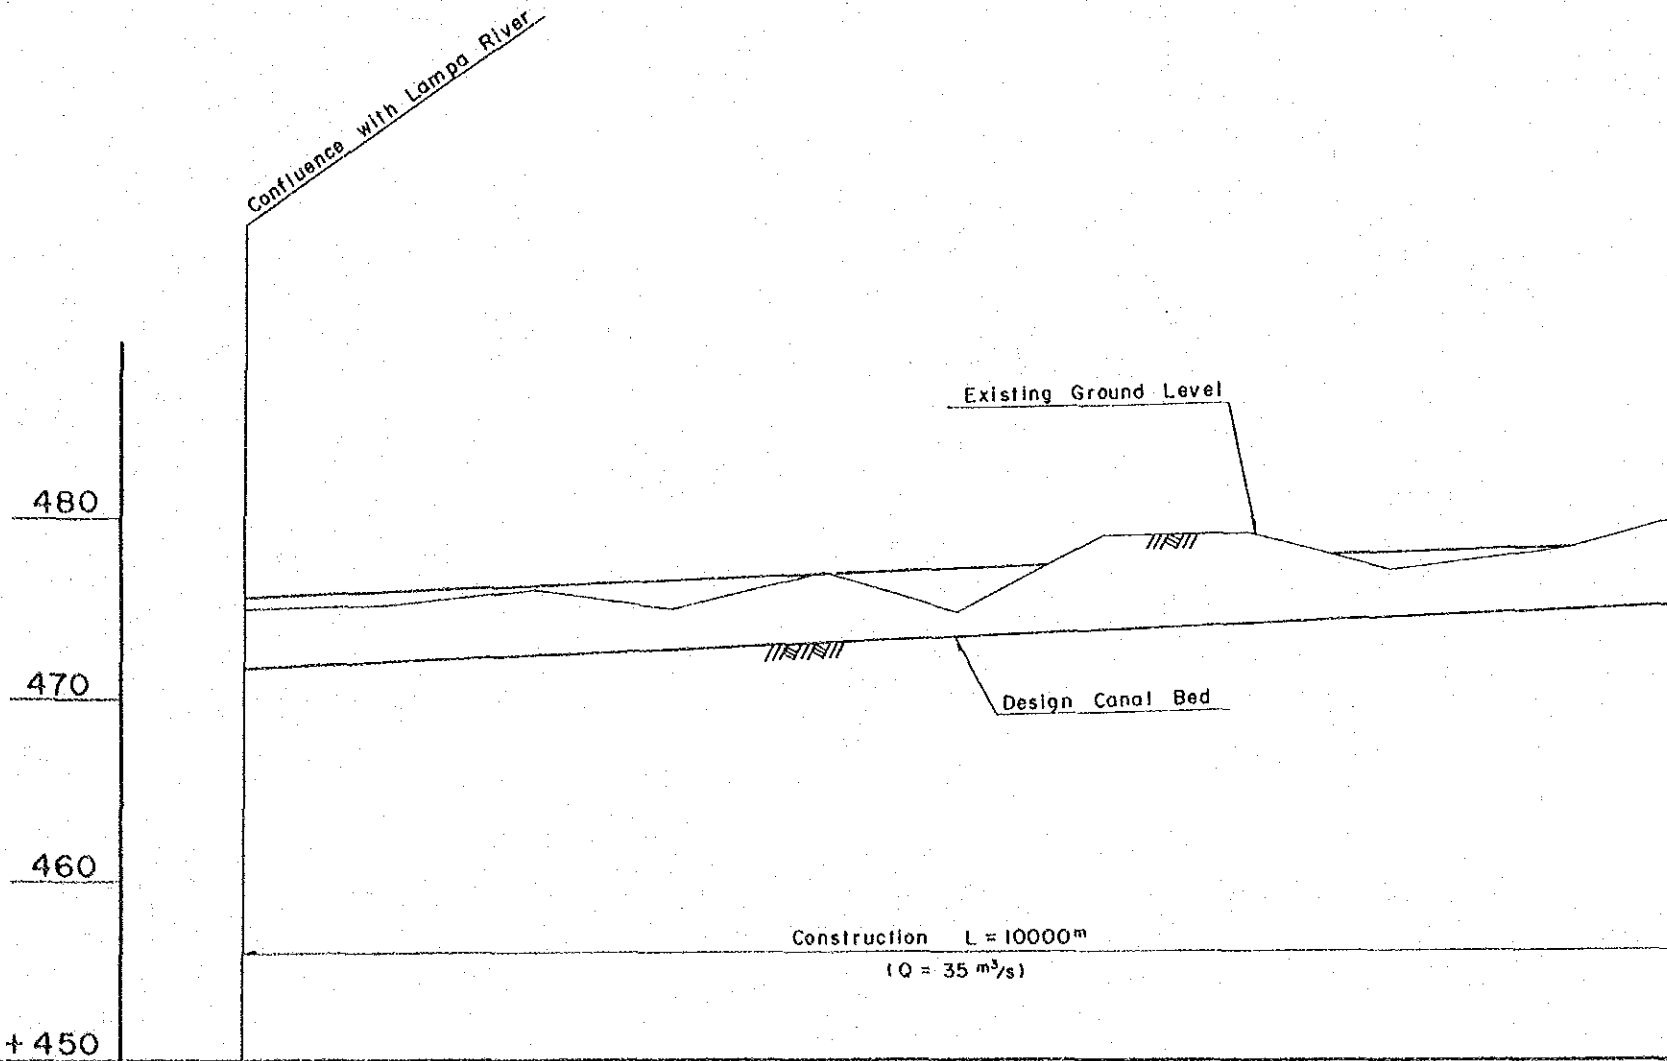 Confluence with Lampa River
Existing Ground Level
480
470
Design Canal Bed
460
Construction L = 10000m
(Q = 35 m³/s)
+450